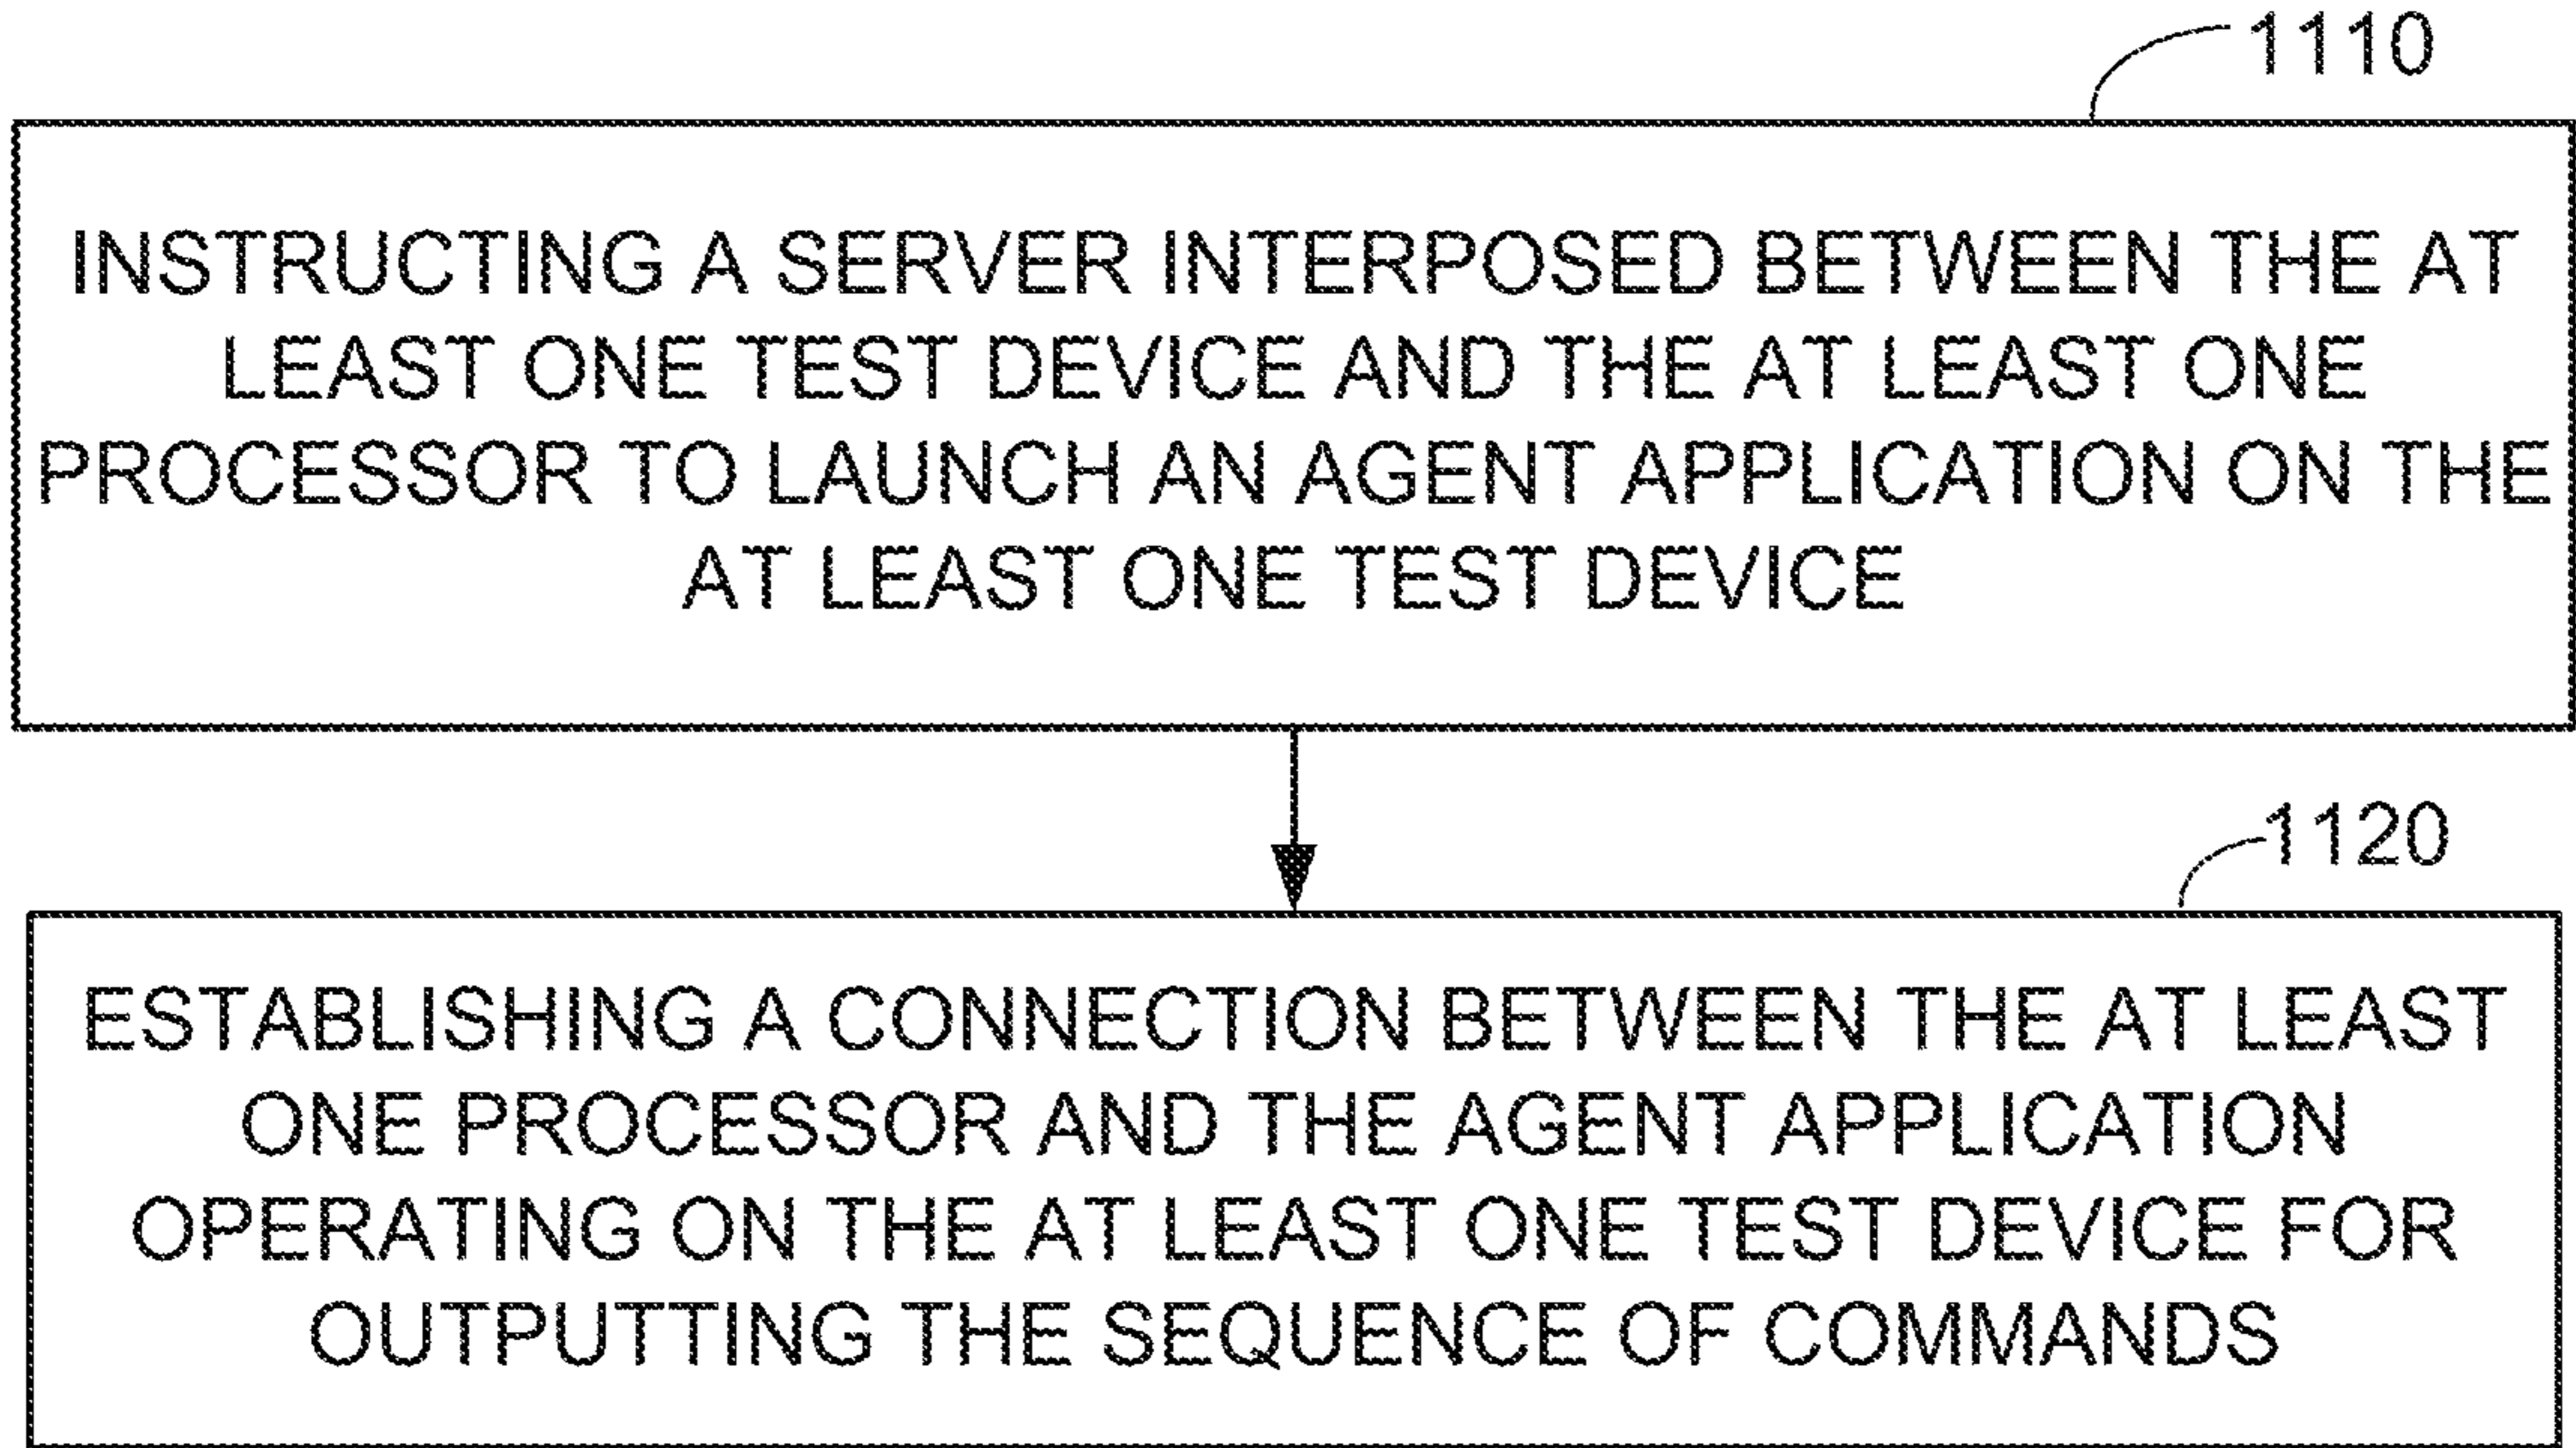 1110
INSTRUCTING A SERVER INTERPOSED BETWEEN THE AT
LEAST ONE TEST DEVICE AND THE AT LEAST ONE
PROCESSOR TO LAUNCH AN AGENT APPLICATION ON THE
AT LEAST ONE TEST DEVICE
1120
ESTABLISHING A CONNECTION BETWEEN THE AT LEAST
ONE PROCESSOR AND THE AGENT APPLICATION
OPERATING ON THE AT LEAST ONE TEST DEVICE FOR
OUTPUTTING THE SEQUENCE OF COMMANDS